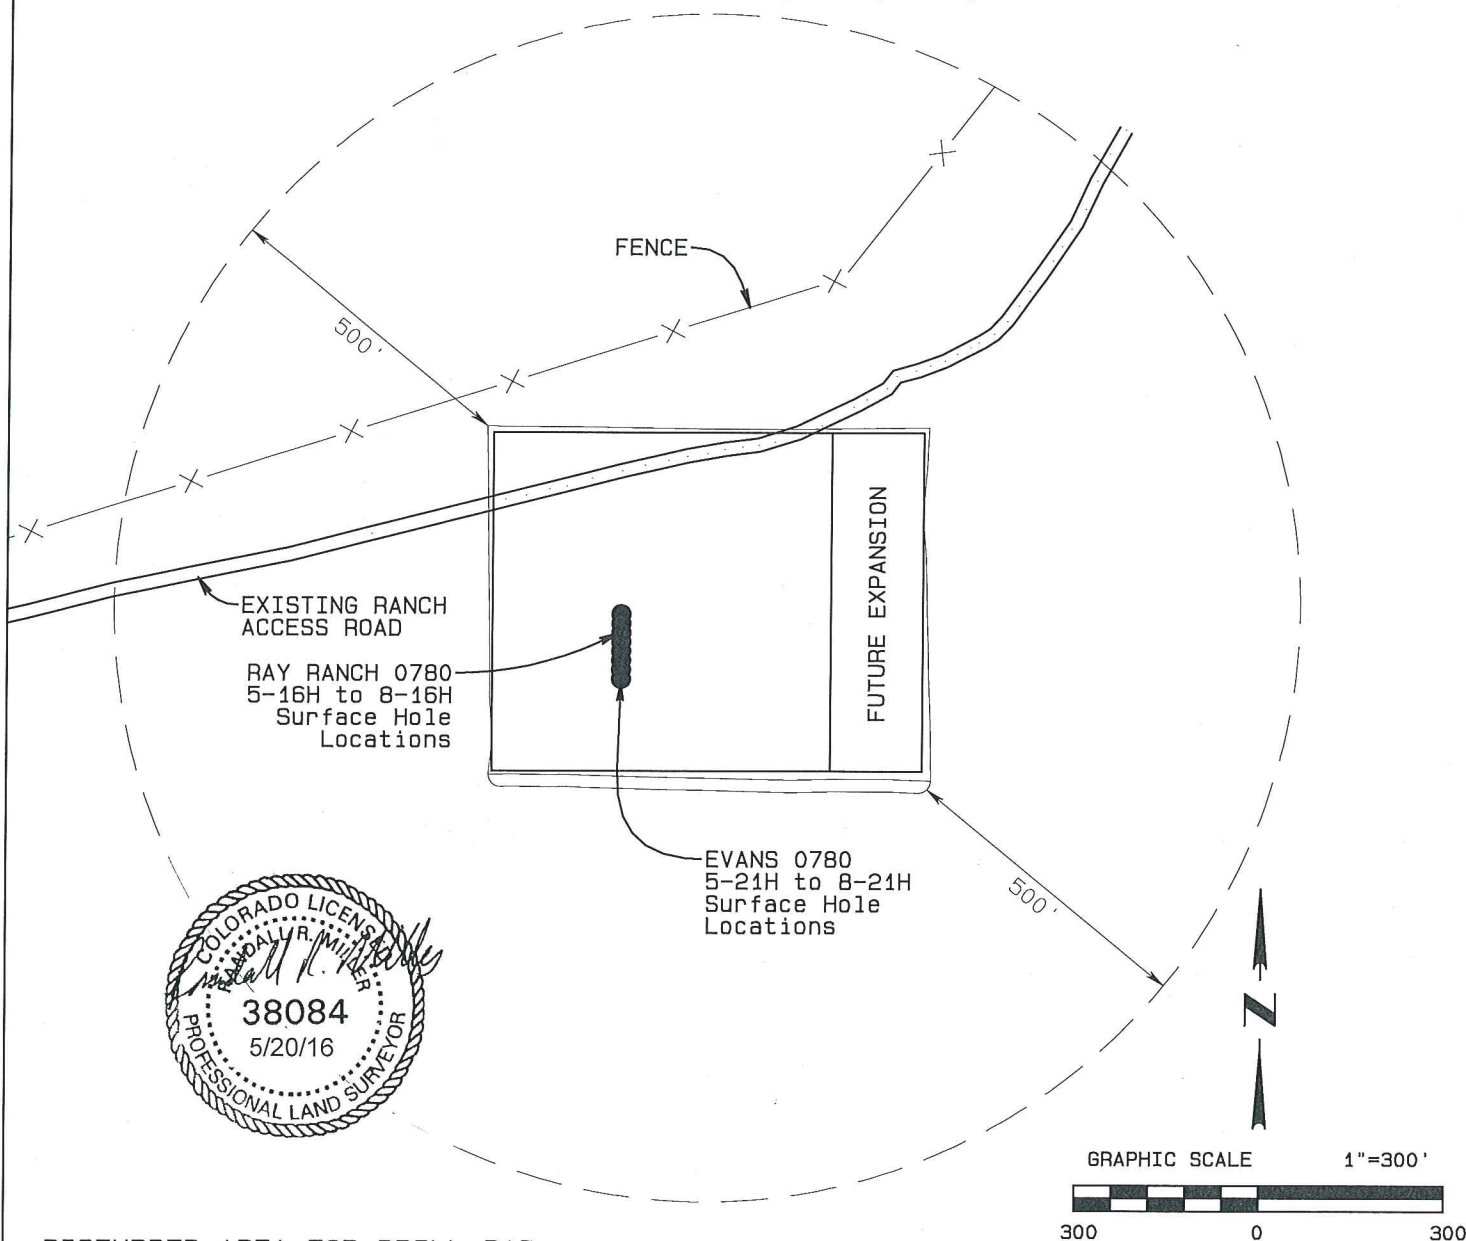 FENCE
500'
EXISTING RANCH
ACCESS ROAD
FUTURE EXPANSION
RAY RANCH 0780
5-16H to 8-16H
Surface Hole
Locations
EVANS 0780
5-21H to 8-21H
Surface Hole
Locations
500'
COLORADO LICENSED
RANDALL R. MILLER
38084
5/20/16
PROFESSIONAL LAND SURVEYOR
N
GRAPHIC SCALE 1"=300'
300 0 300